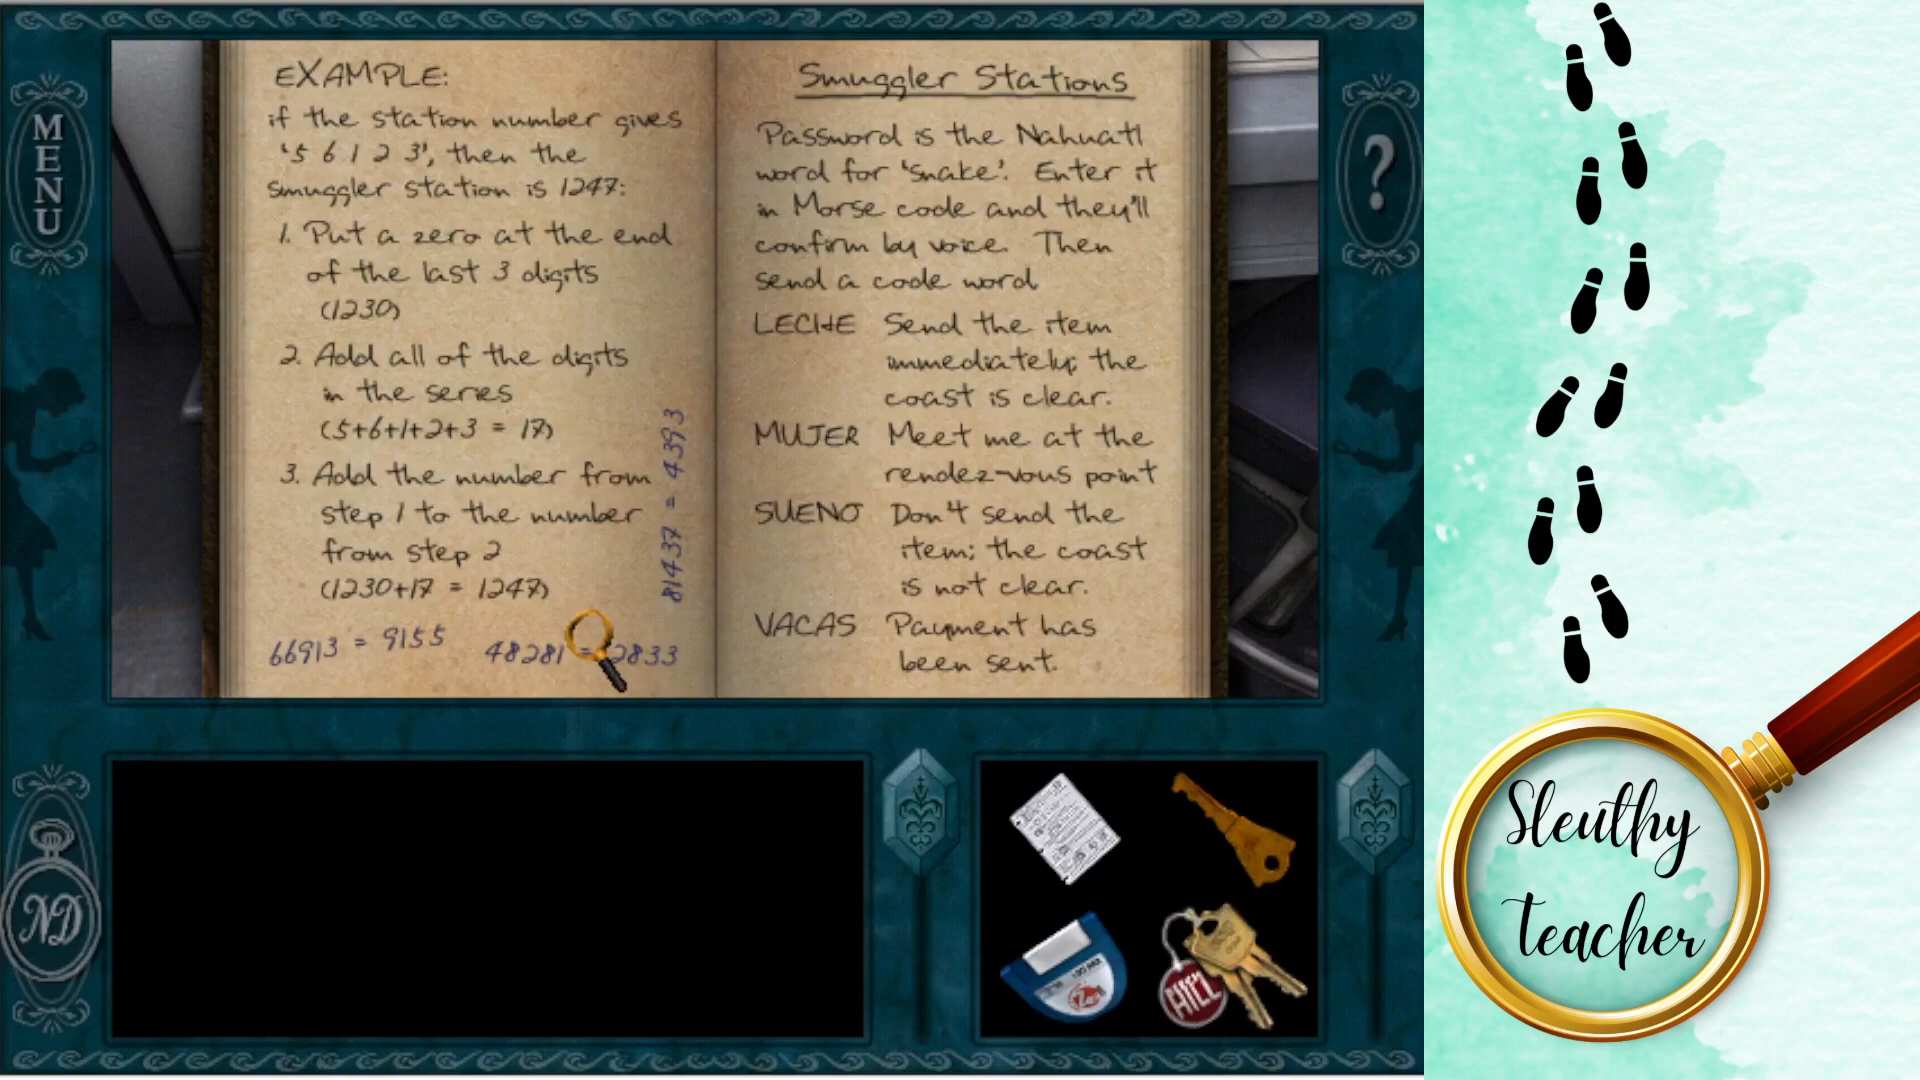 MENU
EXAMPLE:
if the station number gives
'5 6 1 2 3', then the
smuggler station is 1247:
1. Put a zero at the end
of the last 3 digits
(1230)
2. Add all of the digits
in the series
(5+6+1+2+3 = 17)
3. Add the number from
step 1 to the number
from step 2
(1230+17 = 1247)
81437 = 4393
66913 = 9155
48281 = 2833
Smuggler Stations
Password is the Nahuatl
word for 'snake'. Enter it
in Morse code and they'll
confirm by voice. Then
send a code word
LECHE Send the item
immediately; the
coast is clear.
MUJER Meet me at the
rendez-vous point
SUENO Don't send the
item; the coast
is not clear.
VACAS Payment has
been sent.
?
ND
Sleuthy
Teacher